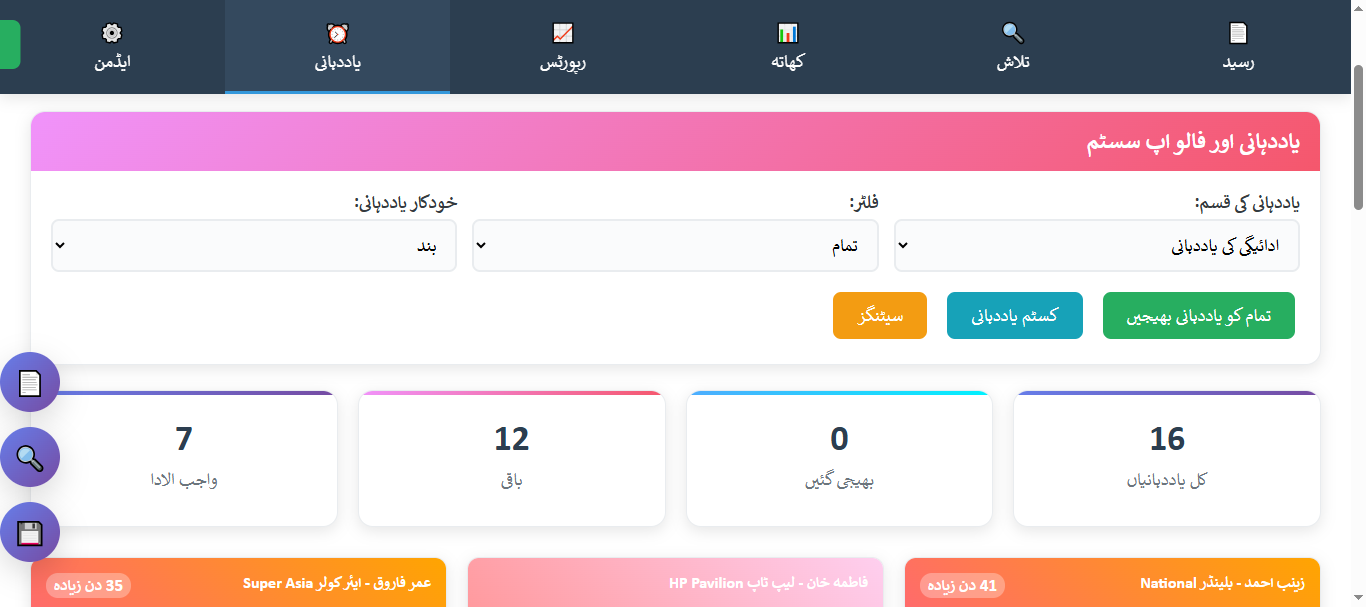 رسید
تلاش
کھاتہ
رپورٹس
یاددہانی
ایڈمن
یاددہانی اور فالو اپ سسٹم
یاددہانی کی قسم:
ادائیگی کی یاددہانی
فلٹر:
تمام
خودکار یاددہانی:
بند
تمام کو یاددہانی بھیجیں
کسٹم یاددہانی
سیٹنگز
16
کل یاددہانیاں
0
بھیجی گئیں
12
باقی
7
واجب الادا
زینب احمد - بلینڈر National
41 دن زیادہ
فاطمہ خان - لیپ ٹاپ HP Pavilion
عمر فاروق - ایئر کولر Super Asia
35 دن زیادہ